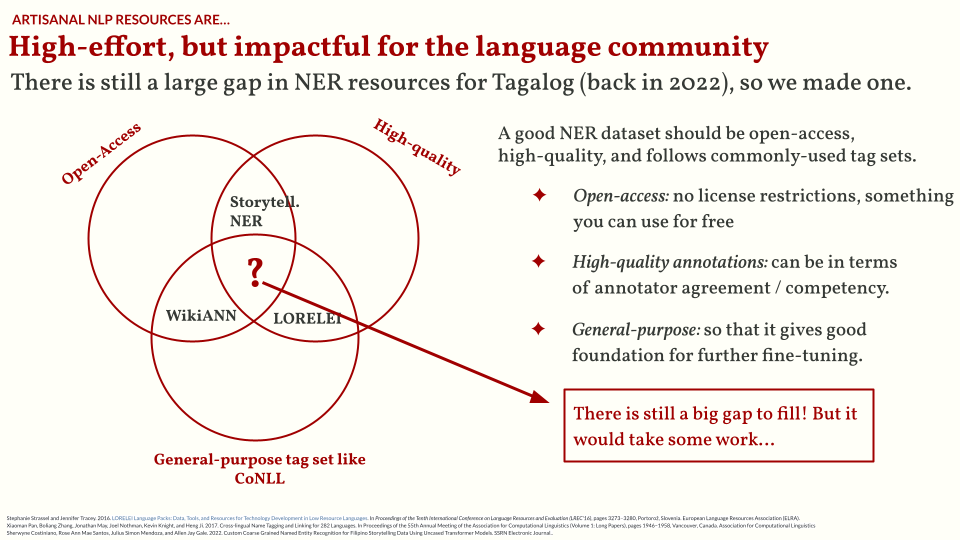 ARTISANAL NLP RESOURCES ARE...
High-effort, but impactful for the language community
There is still a large gap in NER resources for Tagalog (back in 2022), so we made one.
Open-Access
High-quality
Storytell.
NER
?
WikiANN
LORELEI
General-purpose tag set like
CoNLL
A good NER dataset should be open-access,
high-quality, and follows commonly-used tag sets.
✦ Open-access: no license restrictions, something
you can use for free
✦ High-quality annotations: can be in terms
of annotator agreement / competency.
✦ General-purpose: so that it gives good
foundation for further fine-tuning.
There is still a big gap to fill! But it
would take some work...
Stephanie Strassel and Jennifer Tracey. 2016. LORELEI Language Packs: Data, Tools, and Resources for Technology Development in Low Resource Languages. In Proceedings of the Tenth International Conference on Language Resources and Evaluation (LREC'16), pages 3273–3280, Portorož, Slovenia. European Language Resources Association (ELRA).
Xiaoman Pan, Boliang Zhang, Jonathan May, Joel Nothman, Kevin Knight, and Heng Ji. 2017. Cross-lingual Name Tagging and Linking for 282 Languages. In Proceedings of the 55th Annual Meeting of the Association for Computational Linguistics (Volume 1: Long Papers), pages 1946–1958, Vancouver, Canada. Association for Computational Linguistics
Sherwyne Costiniano, Rose Ann Mae Santos, Julius Simon Mendoza, and Allen Jay Gale. 2022. Custom Coarse Grained Named Entity Recognition for Filipino Storytelling Data Using Uncased Transformer Models. SSRN Electronic Journal..